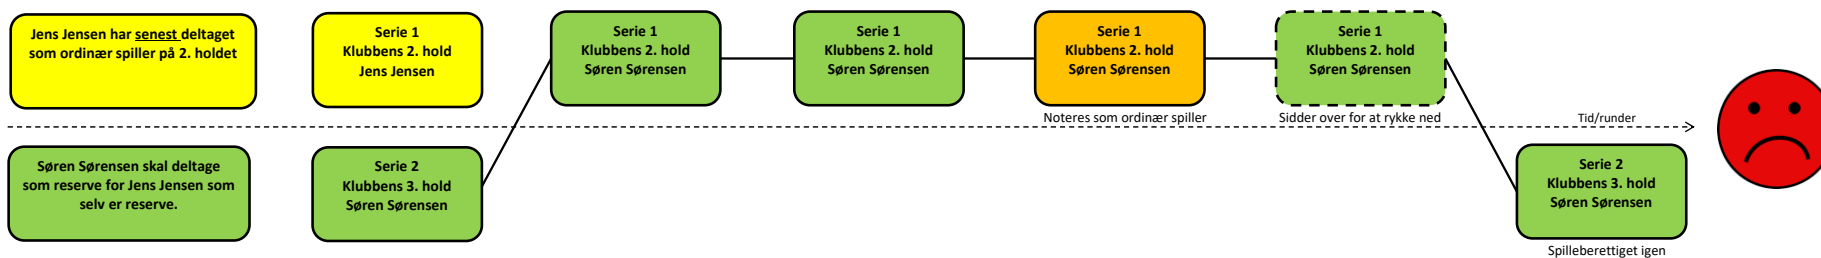 Jens Jensen har senest deltaget
som ordinær spiller på 2. holdet
Serie 1
Klubbens 2. hold
Jens Jensen
Serie 1
Klubbens 2. hold
Søren Sørensen
Serie 1
Klubbens 2. hold
Søren Sørensen
Serie 1
Klubbens 2. hold
Søren Sørensen
Noteres som ordinær spiller
Serie 1
Klubbens 2. hold
Søren Sørensen
Sidder over for at rykke ned
Tid/runder
Søren Sørensen skal deltage
som reserve for Jens Jensen som
selv er reserve.
Serie 2
Klubbens 3. hold
Søren Sørensen
Serie 2
Klubbens 3. hold
Søren Sørensen
Spilleberettiget igen